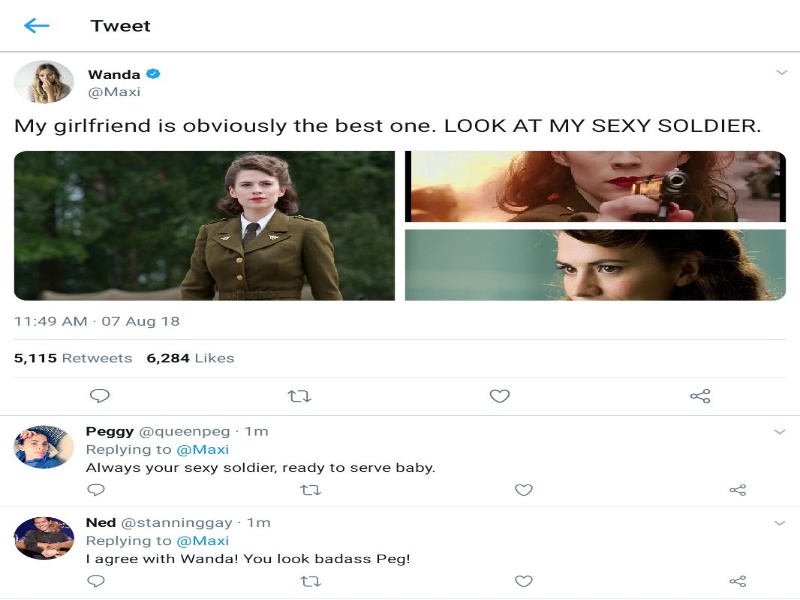 Tweet
Wanda
@Maxi
My girlfriend is obviously the best one. LOOK AT MY SEXY SOLDIER.
11:49 AM · 07 Aug 18
5,115 Retweets 6,284 Likes
Peggy @queenpeg · 1m
Replying to @Maxi
Always your sexy soldier, ready to serve baby.
Ned @stanninggay · 1m
Replying to @Maxi
I agree with Wanda! You look badass Peg!